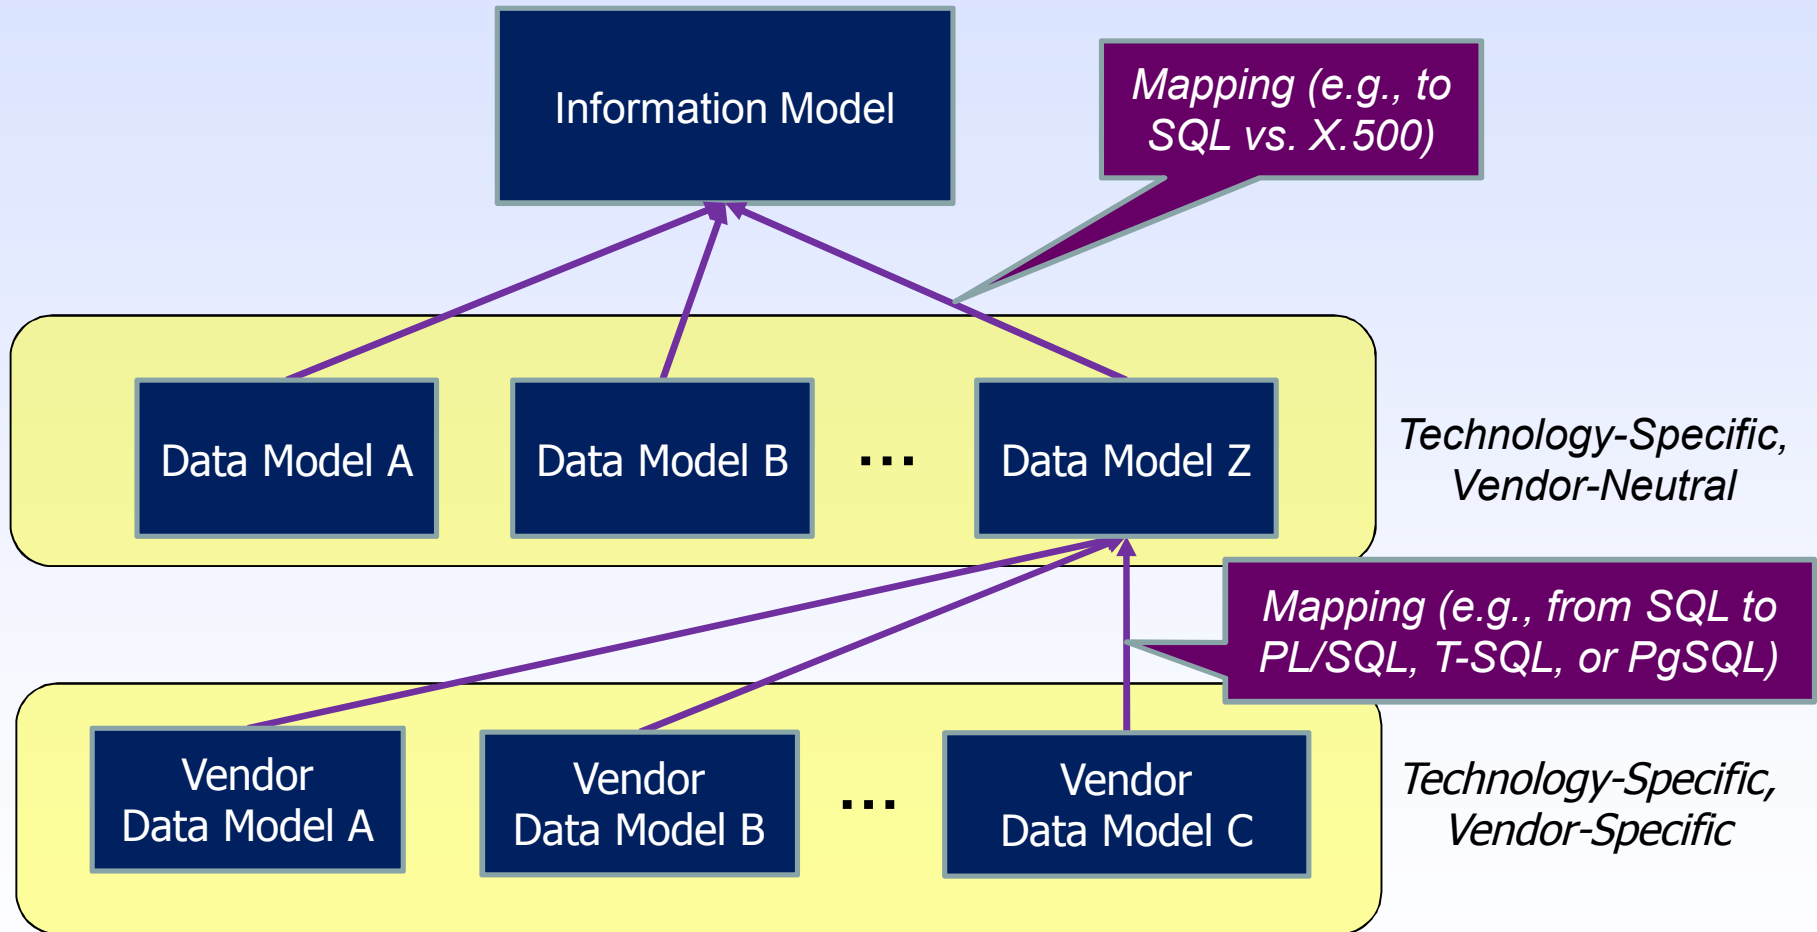 Information Model
Mapping (e.g., to
SQL vs. X.500)
Data Model A
Data Model B
...
Data Model Z
Technology-Specific,
Vendor-Neutral
Mapping (e.g., from SQL to
PL/SQL, T-SQL, or PgSQL)
Vendor
Data Model A
Vendor
Data Model B
...
Vendor
Data Model C
Technology-Specific,
Vendor-Specific